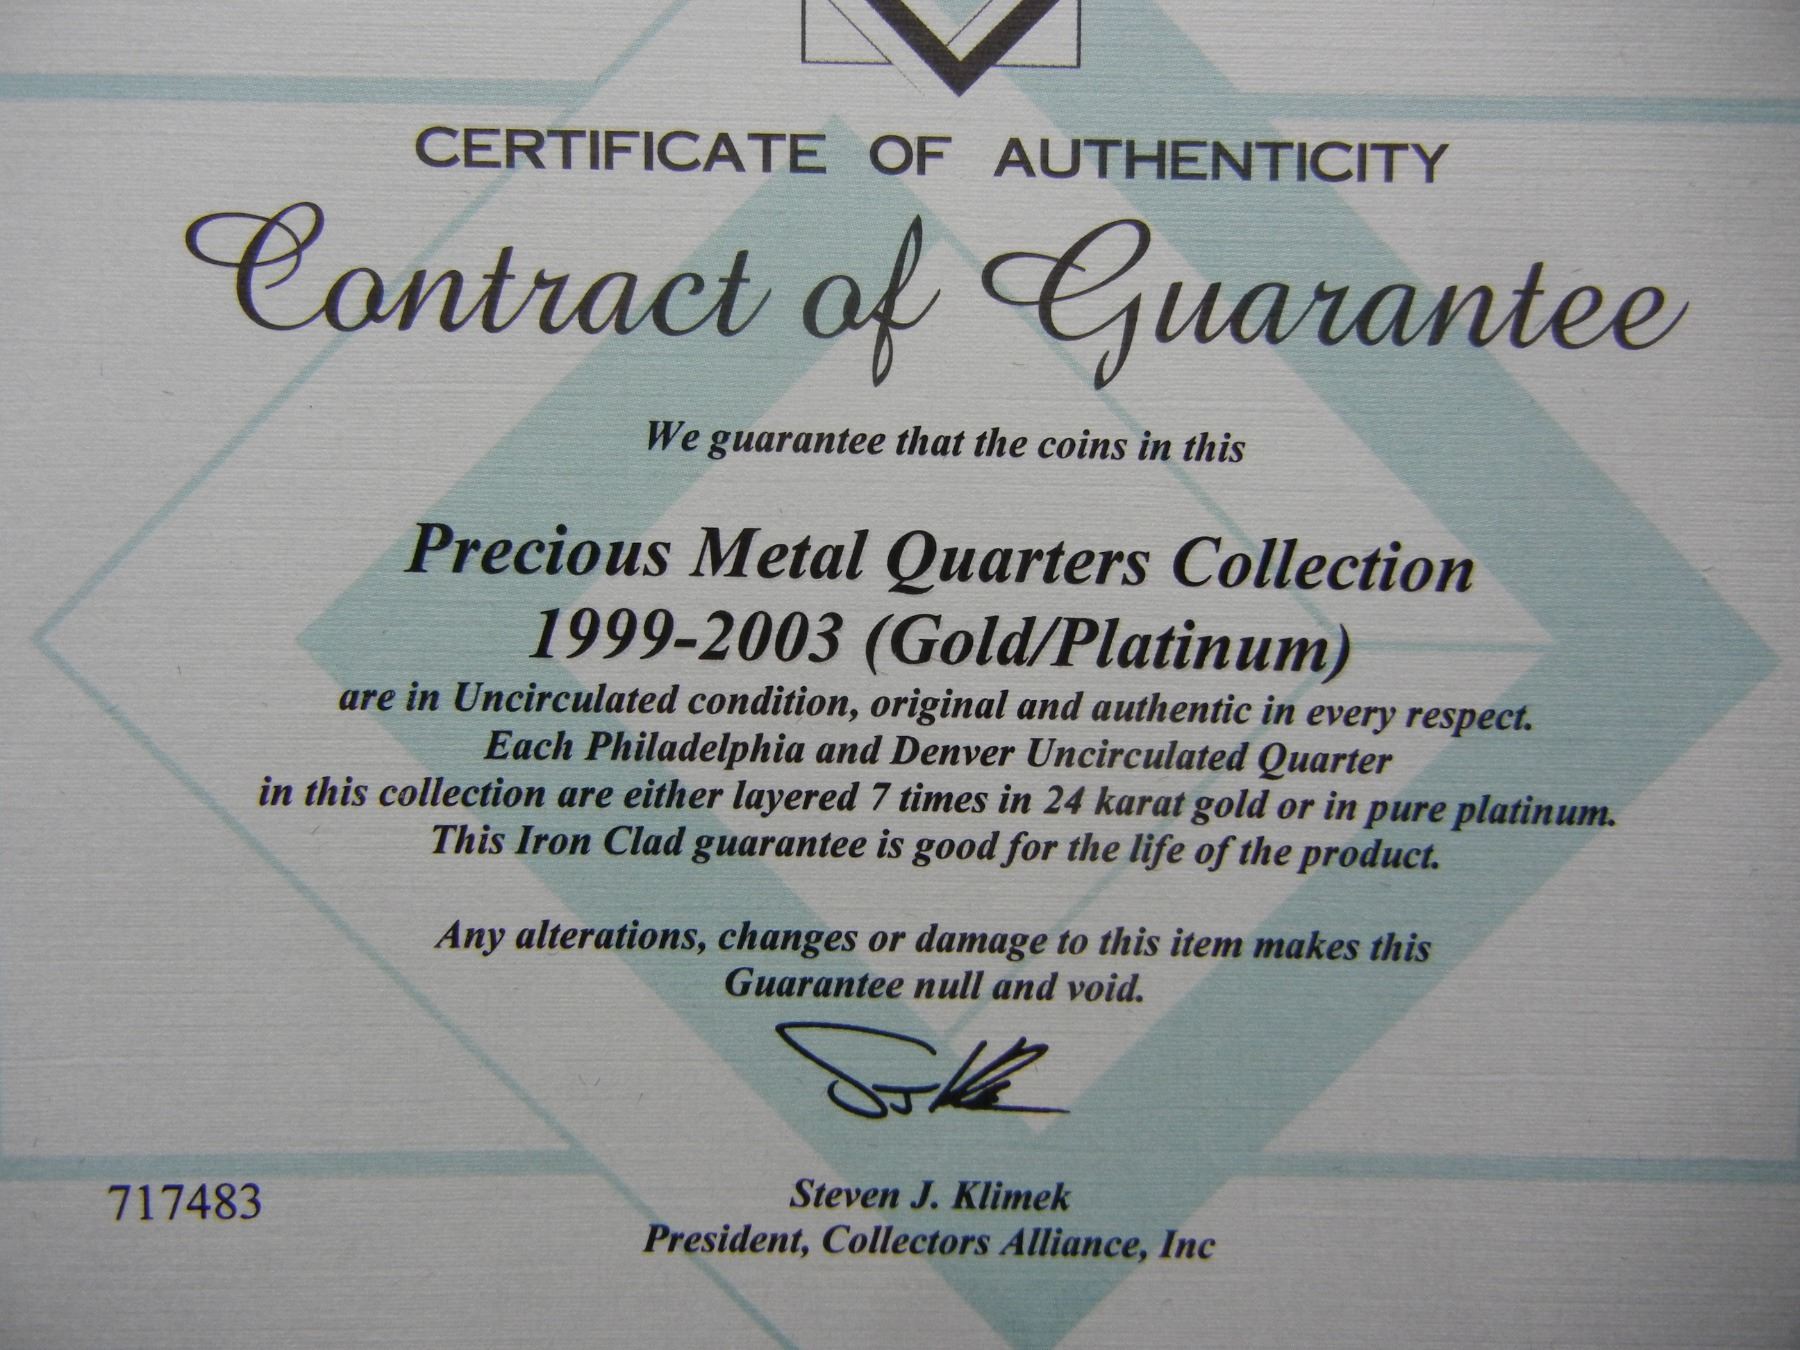 CERTIFICATE OF AUTHENTICITY
Contract of Guarantee
We guarantee that the coins in this
Precious Metal Quarters Collection
1999-2003 (Gold/Platinum)
are in Uncirculated condition, original and authentic in every respect.
Each Philadelphia and Denver Uncirculated Quarter
in this collection are either layered 7 times in 24 karat gold or in pure platinum.
This Iron Clad guarantee is good for the life of the product.
Any alterations, changes or damage to this item makes this
Guarantee null and void.
717483
Steven J. Klimek
President, Collectors Alliance, Inc